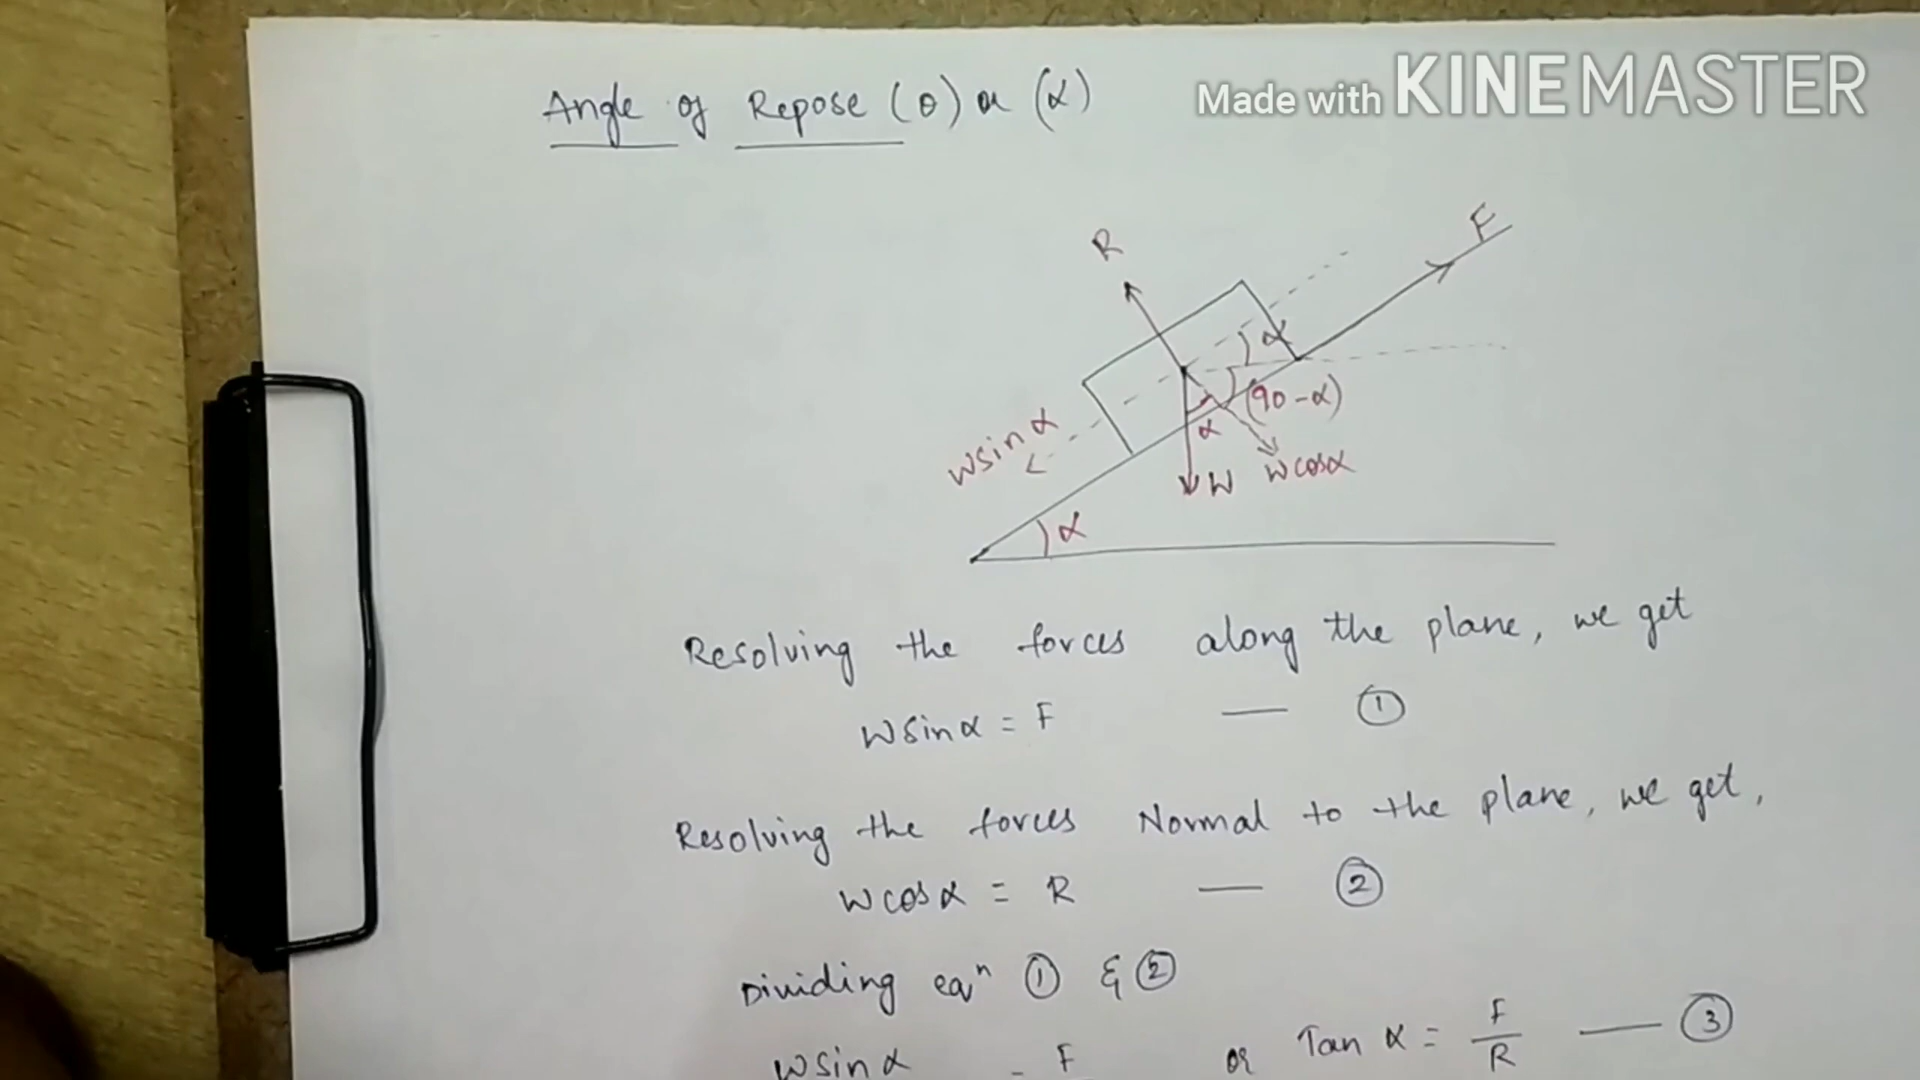 Angle of Repose (θ) or (α)
Made with KINEMASTER
R
F
α
(90-α)
W sin α
α
W
W cos α
α
Resolving the forces along the plane, we get
W sin α = F — ①
Resolving the forces Normal to the plane, we get,
W cos α = R — ②
Dividing eqⁿ ① & ②
W sin α = F or Tan α = F/R — ③